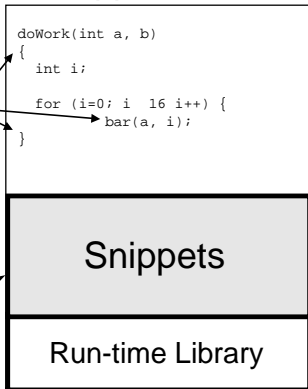 doWork(int a, b)
{
int i;
for (i=0; i 16 i++) {
bar(a, i);
}
Snippets
Run-time Library